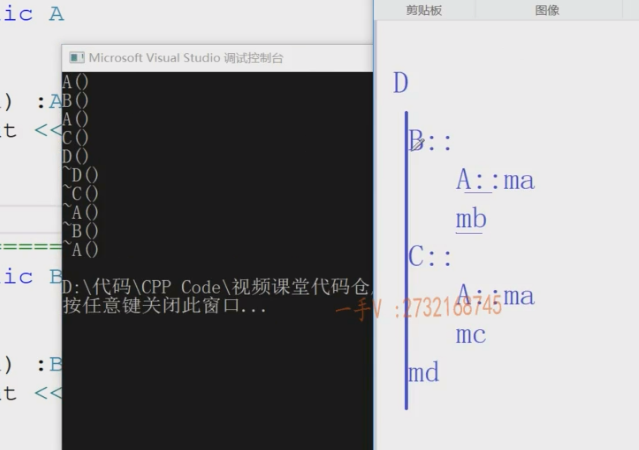 ic A
) :A
t <<
======
ic B
) :B
t <<
Microsoft Visual Studio 调试控制台
A()
B()
A()
C()
D()
~D()
~C()
~A()
~B()
~A()
D:\代码\CPP Code\视频课堂代码仓
按任意键关闭此窗口...
剪贴板
图像
D
B::
A::ma
mb
C::
A::ma
mc
md
一手V :2732168745